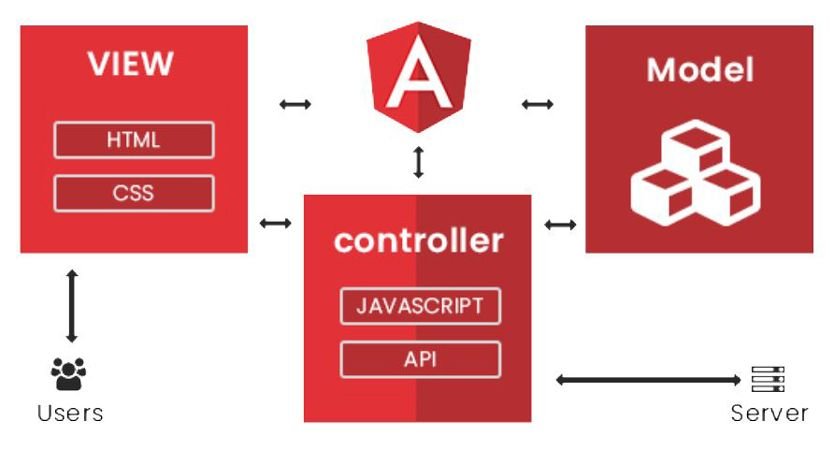 VIEW
HTML
CSS
A
Model
controller
JAVASCRIPT
API
Users
Server